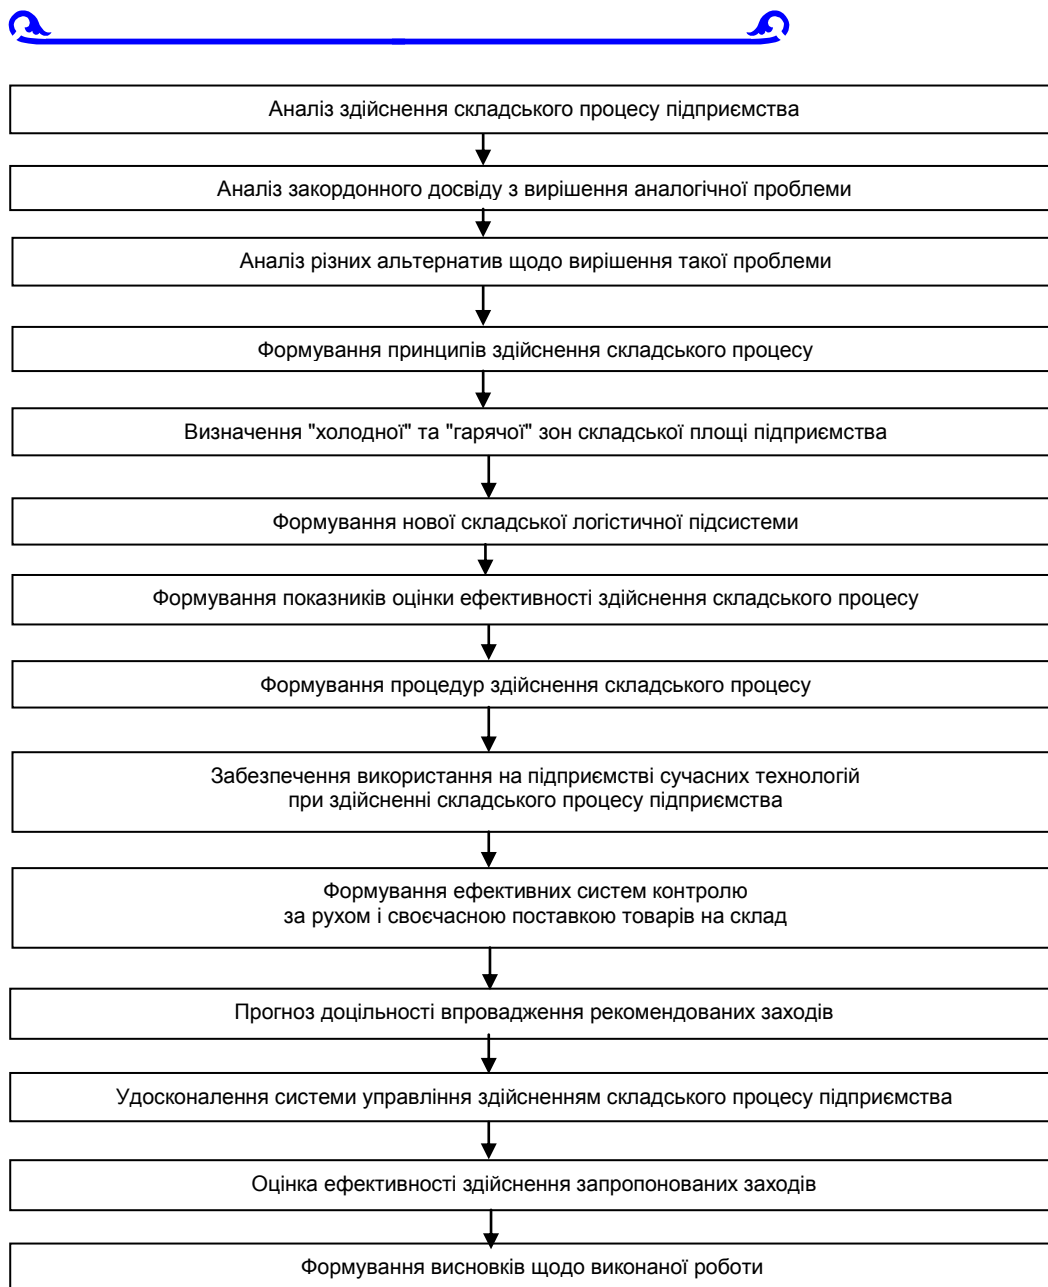 Аналіз здійснення складського процесу підприємства
Аналіз закордонного досвіду з вирішення аналогічної проблеми
Аналіз різних альтернатив щодо вирішення такої проблеми
Формування принципів здійснення складського процесу
Визначення "холодної" та "гарячої" зон складської площі підприємства
Формування нової складської логістичної підсистеми
Формування показників оцінки ефективності здійснення складського процесу
Формування процедур здійснення складського процесу
Забезпечення використання на підприємстві сучасних технологій
при здійсненні складського процесу підприємства
Формування ефективних систем контролю
за рухом і своєчасною поставкою товарів на склад
Прогноз доцільності впровадження рекомендованих заходів
Удосконалення системи управління здійсненням складського процесу підприємства
Оцінка ефективності здійснення запропонованих заходів
Формування висновків щодо виконаної роботи